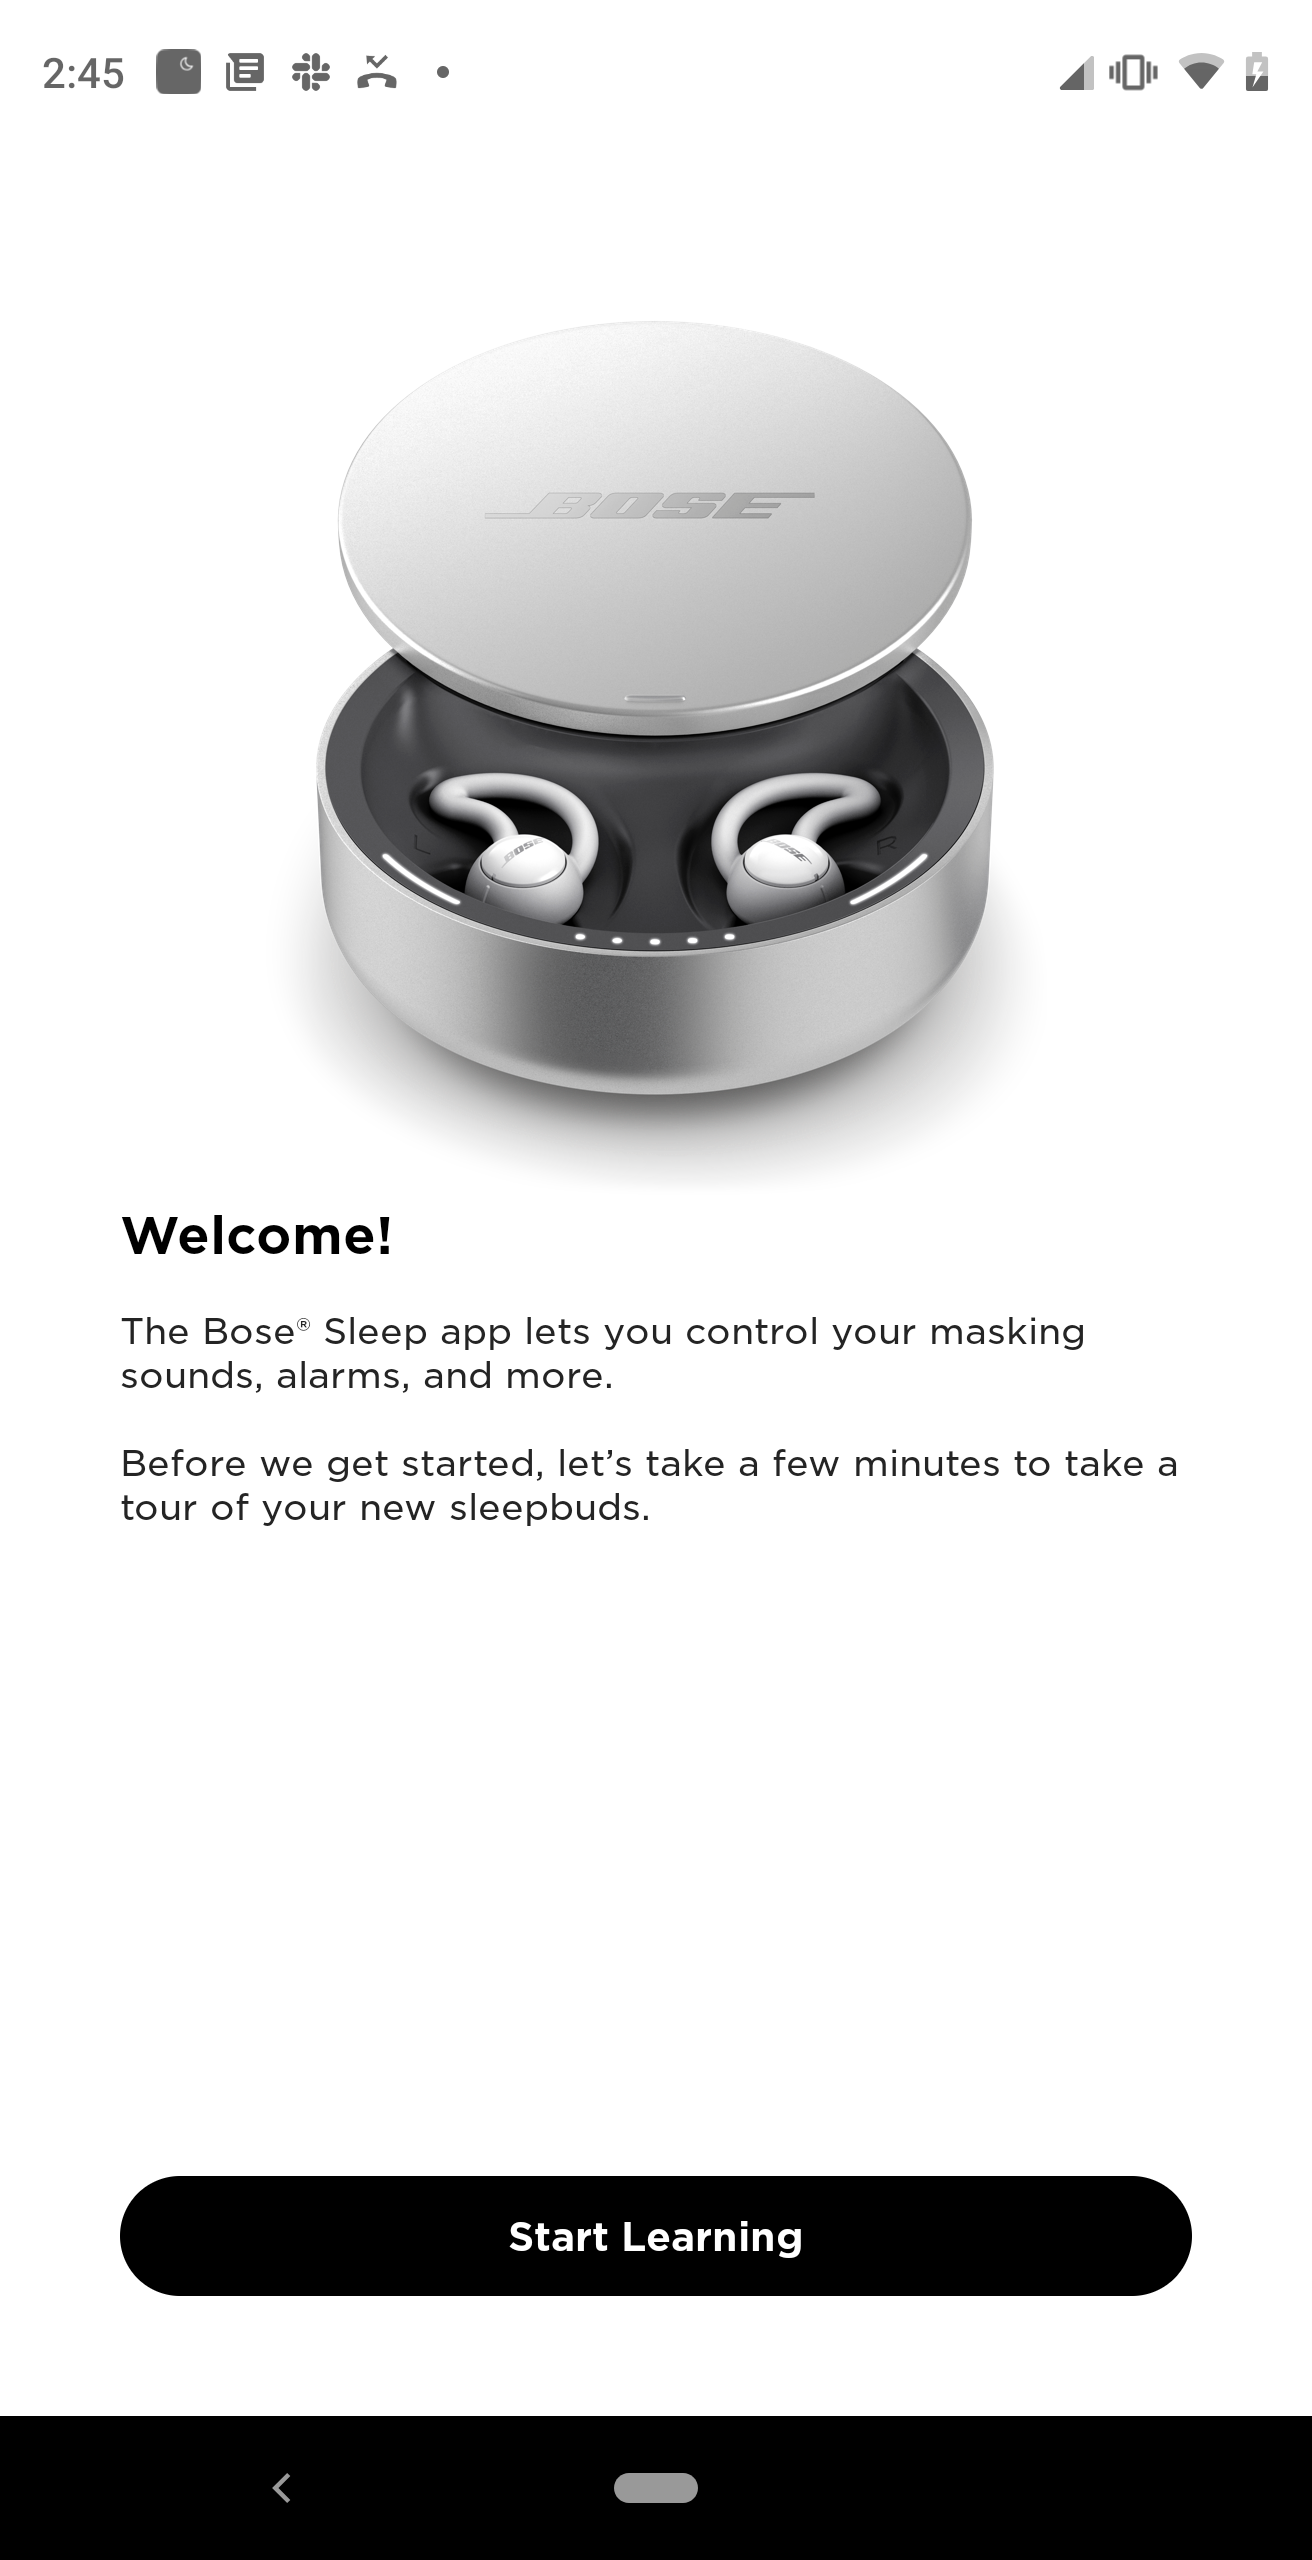 2:45
BOSE
L
R
BOSE
BOSE
Welcome!
The Bose® Sleep app lets you control your masking
sounds, alarms, and more.
Before we get started, let’s take a few minutes to take a
tour of your new sleepbuds.
Start Learning